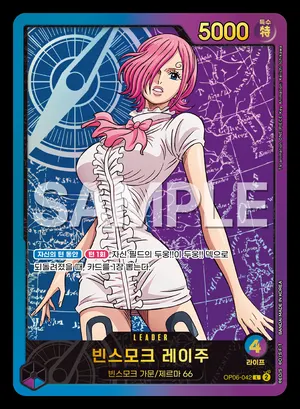 5000
특수
特
SAMPLE
자신의 턴 동안 턴 1회 자신 필드의 두웅!!이 두웅!! 덱으로
되돌려졌을 때, 카드를 1장 뽑는다.
LEADER
빈스모크 레이주
빈스모크 가문/제르마 66
4
라이프
OP06-042 L 2